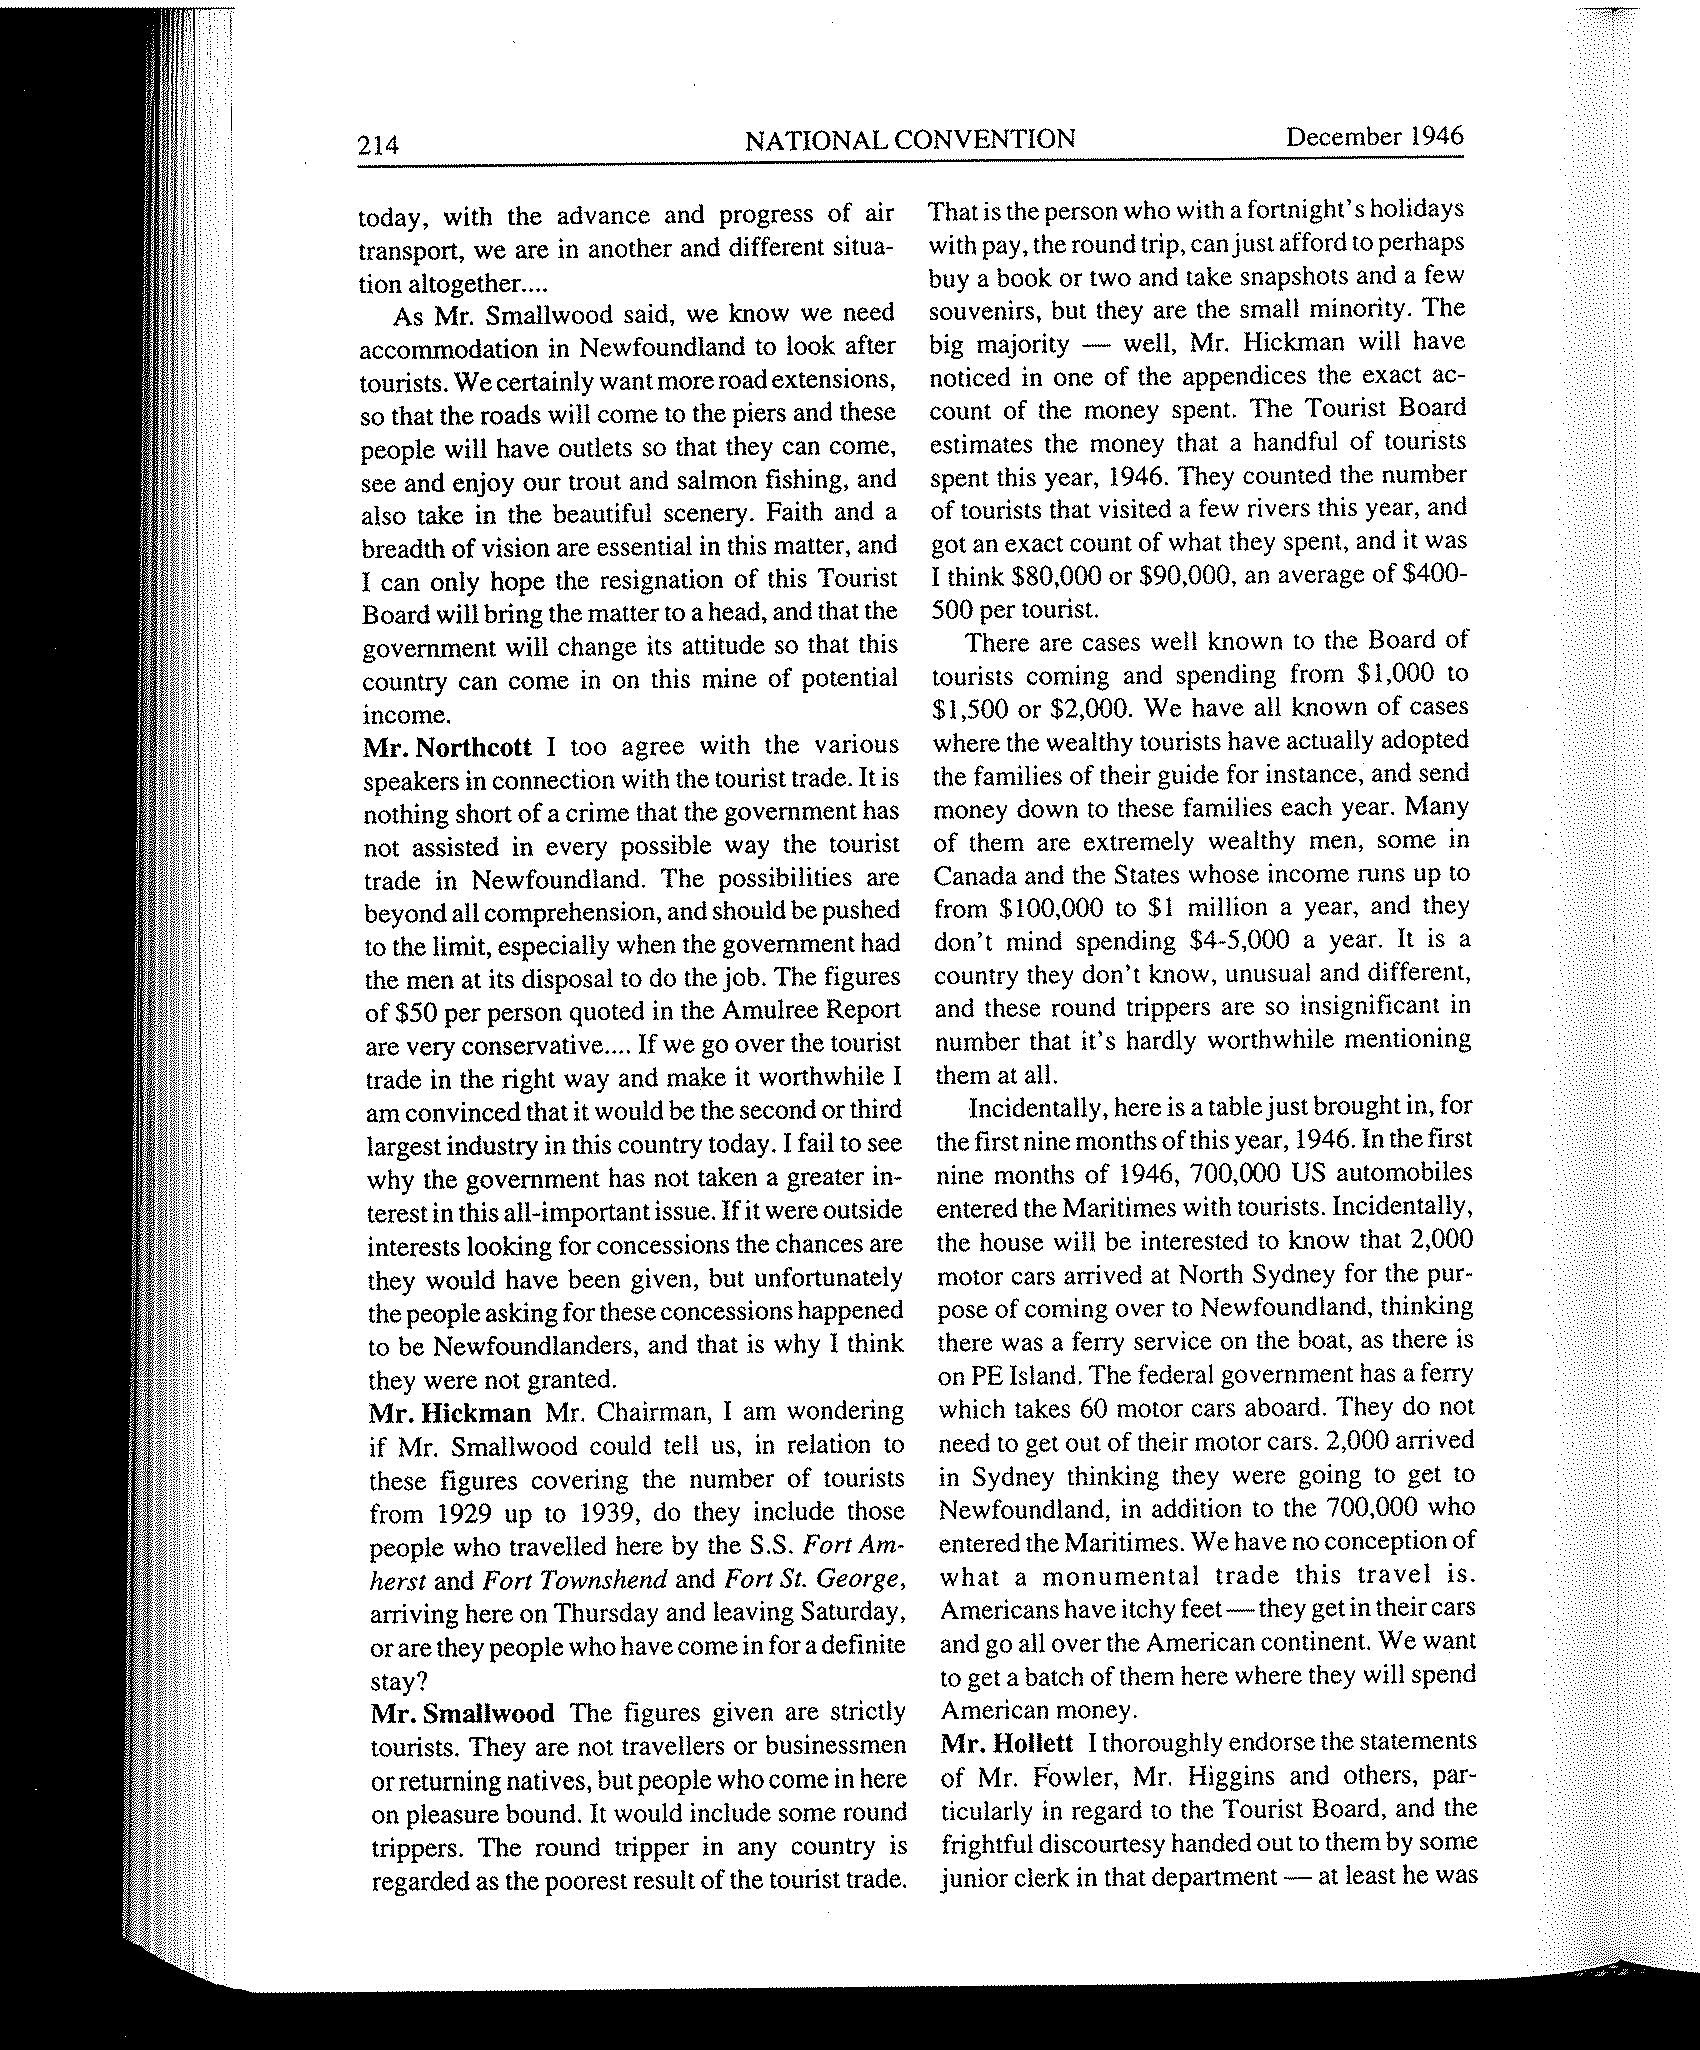 214
NATIONAL CONVENTION
December 1946
today, with the advance and progress of air
transport, we are in another and different situa-
tion altogether....
As Mr. Smallwood said, we know we need
accommodation in Newfoundland to look after
tourists. We certainly want more road extensions,
so that the roads will come to the piers and these
people will have outlets so that they can come,
see and enjoy our trout and salmon fishing, and
also take in the beautiful scenery. Faith and a
breadth of vision are essential in this matter, and
I can only hope the resignation of this Tourist
Board will bring the matter to a head, and that the
government will change its attitude so that this
country can come in on this mine of potential
income.
Mr. Northcott I too agree with the various
speakers in connection with the tourist trade. It is
nothing short of a crime that the government has
not assisted in every possible way the tourist
trade in Newfoundland. The possibilities are
beyond all comprehension, and should be pushed
to the limit, especially when the government had
the men at its disposal to do the job. The figures
of $50 per person quoted in the Amulree Report
are very conservative.... If we go over the tourist
trade in the right way and make it worthwhile I
am convinced that it would be the second or third
largest industry in this country today. I fail to see
why the government has not taken a greater in-
terest in this all-important issue. If it were outside
interests looking for concessions the chances are
they would have been given, but unfortunately
the people asking for these concessions happened
to be Newfoundlanders, and that is why I think
they were not granted.
Mr. Hickman Mr. Chairman, I am wondering
if Mr. Smallwood could tell us, in relation to
these figures covering the number of tourists
from 1929 up to 1939, do they include those
people who travelled here by the S.S. Fort Am-
herst and Fort Townshend and Fort St. George,
arriving here on Thursday and leaving Saturday,
or are they people who have come in for a definite
stay?
Mr. Smallwood The figures given are strictly
tourists. They are not travellers or businessmen
or returning natives, but people who come in here
on pleasure bound. It would include some round
trippers. The round tripper in any country is
regarded as the poorest result of the tourist trade.
That is the person who with a fortnight's holidays
with pay, the round trip, can just afford to perhaps
buy a book or two and take snapshots and a few
souvenirs, but they are the small minority. The
big majority — well, Mr. Hickman will have
noticed in one of the appendices the exact ac-
count of the money spent. The Tourist Board
estimates the money that a handful of tourists
spent this year, 1946. They counted the number
of tourists that visited a few rivers this year, and
got an exact count of what they spent, and it was
I think $80,000 or $90,000, an average of $400-
500 per tourist.
There are cases well known to the Board of
tourists coming and spending from $1,000 to
$1,500 or $2,000. We have all known of cases
where the wealthy tourists have actually adopted
the families of their guide for instance, and send
money down to these families each year. Many
of them are extremely wealthy men, some in
Canada and the States whose income runs up to
from $100,000 to $1 million a year, and they
don't mind spending $4-5,000 a year. It is a
country they don't know, unusual and different,
and these round trippers are so insignificant in
number that it's hardly worthwhile mentioning
them at all.
Incidentally, here is a table just brought in, for
the first nine months of this year, 1946. In the first
nine months of 1946, 700,000 US automobiles
entered the Maritimes with tourists. Incidentally,
the house will be interested to know that 2,000
motor cars arrived at North Sydney for the pur-
pose of coming over to Newfoundland, thinking
there was a ferry service on the boat, as there is
on PE Island. The federal government has a ferry
which takes 60 motor cars aboard. They do not
need to get out of their motor cars. 2,000 arrived
in Sydney thinking they were going to get to
Newfoundland, in addition to the 700,000 who
entered the Maritimes. We have no conception of
what a monumental trade this travel is.
Americans have itchy feet — they get in their cars
and go all over the American continent. We want
to get a batch of them here where they will spend
American money.
Mr. Hollett I thoroughly endorse the statements
of Mr. Fowler, Mr. Higgins and others, par-
ticularly in regard to the Tourist Board, and the
frightful discourtesy handed out to them by some
junior clerk in that department — at least he was